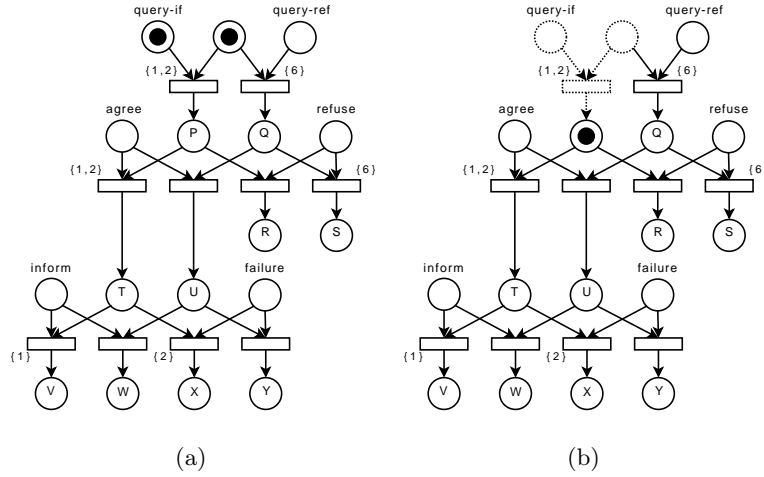 query-if query-ref
{1,2} {6}
agree refuse
P Q
{1,2} {6}
R S
inform failure
T U
{1} {2}
V W X Y
(a)
query-if query-ref
{1,2} {6}
agree refuse
Q
{1,2} {6
R S
inform failure
T U
{1} {2}
V W X Y
(b)